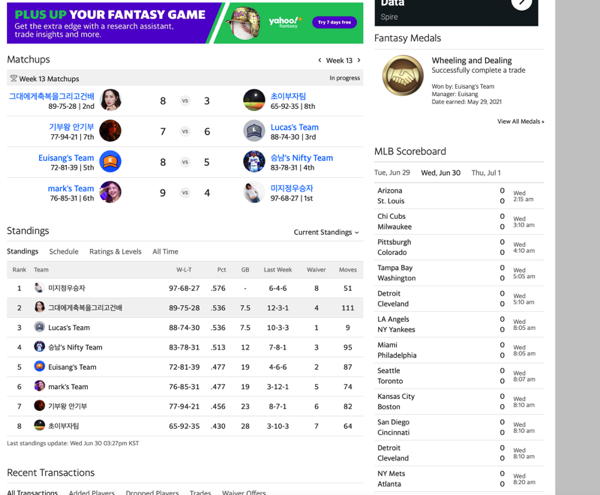 PLUS UP YOUR FANTASY GAME
Get the extra edge with a research assistant,
trade insights and more.
yahoo!
fantasy
Try 7 days free
Matchups
Week 13
Week 13 Matchups
In progress
그대에게축복을그리고건배
89-75-28 | 2nd
8 vs 3
초이부자팀
65-92-35 | 8th
기부왕 안기부
77-94-21 | 7th
7 vs 6
Lucas's Team
88-74-30 | 3rd
Euisang's Team
72-81-39 | 5th
8 vs 5
승남's Nifty Team
83-78-31 | 4th
mark's Team
76-85-31 | 6th
9 vs 4
미지정우승자
97-68-27 | 1st
Standings
Current Standings
Standings Schedule Ratings & Levels All Time
Rank Team W-L-T Pct GB Last Week Waiver Moves
1 미지정우승자 97-68-27 .576 - 6-4-6 8 51
2 그대에게축복을그리고건배 89-75-28 .536 7.5 12-3-1 4 111
3 Lucas's Team 88-74-30 .536 7.5 10-3-3 1 9
4 승남's Nifty Team 83-78-31 .513 12 7-8-1 3 95
5 Euisang's Team 72-81-39 .477 19 4-6-6 2 87
6 mark's Team 76-85-31 .477 19 3-12-1 5 74
7 기부왕 안기부 77-94-21 .456 23 8-7-1 6 82
8 초이부자팀 65-92-35 .430 28 3-10-3 7 64
Last standings update: Wed Jun 30 03:27pm KST
Recent Transactions
All Transactions Added Players Dropped Players Trades Waiver Offers
Data
Spire
Fantasy Medals
Wheeling and Dealing
Successfully complete a trade
Won by: Euisang's Team
Manager: Euisang
Date earned: May 29, 2021
View All Medals
MLB Scoreboard
Tue, Jun 29 Wed, Jun 30 Thu, Jul 1
Arizona 0
St. Louis 0
Wed
2:15 am
Chi Cubs 0
Milwaukee 0
Wed
3:10 am
Pittsburgh 0
Colorado 0
Wed
4:10 am
Tampa Bay 0
Washington 0
Wed
5:05 am
Detroit 0
Cleveland 0
Wed
5:10 am
LA Angels 0
NY Yankees 0
Wed
8:05 am
Miami 0
Philadelphia 0
Wed
8:05 am
Seattle 0
Toronto 0
Wed
8:07 am
Kansas City 0
Boston 0
Wed
8:10 am
San Diego 0
Cincinnati 0
Wed
8:10 am
Detroit 0
Cleveland 0
Wed
8:10 am
NY Mets 0
Atlanta 0
Wed
8:20 am